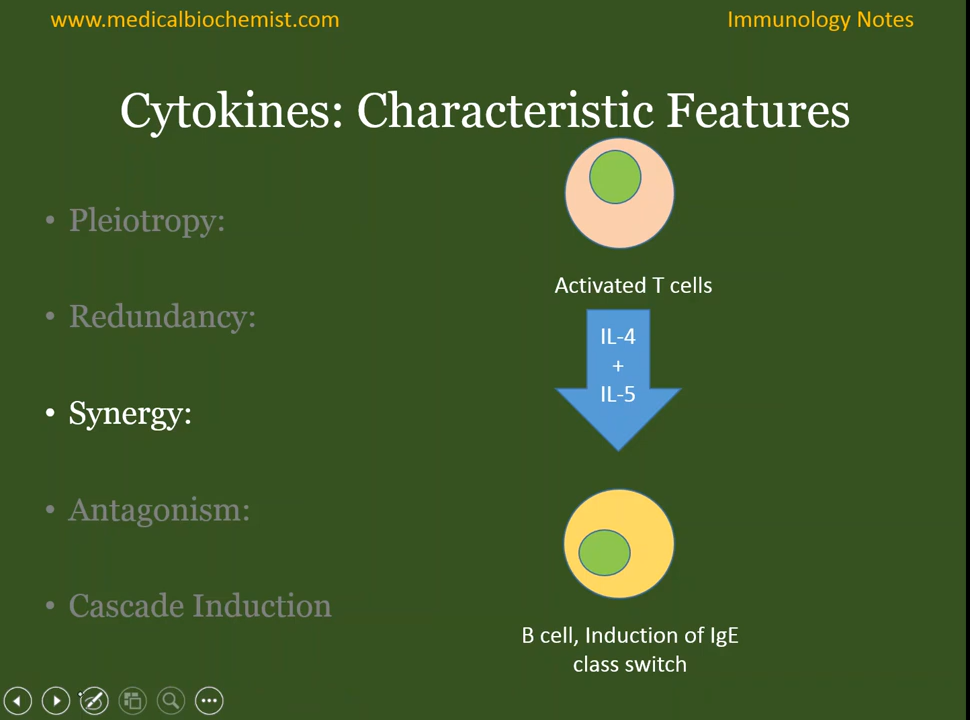 www.medicalbiochemist.com
Immunology Notes
Cytokines: Characteristic Features
• Pleiotropy:
• Redundancy:
• Synergy:
• Antagonism:
• Cascade Induction
Activated T cells
IL-4
+
IL-5
B cell, Induction of IgE
class switch